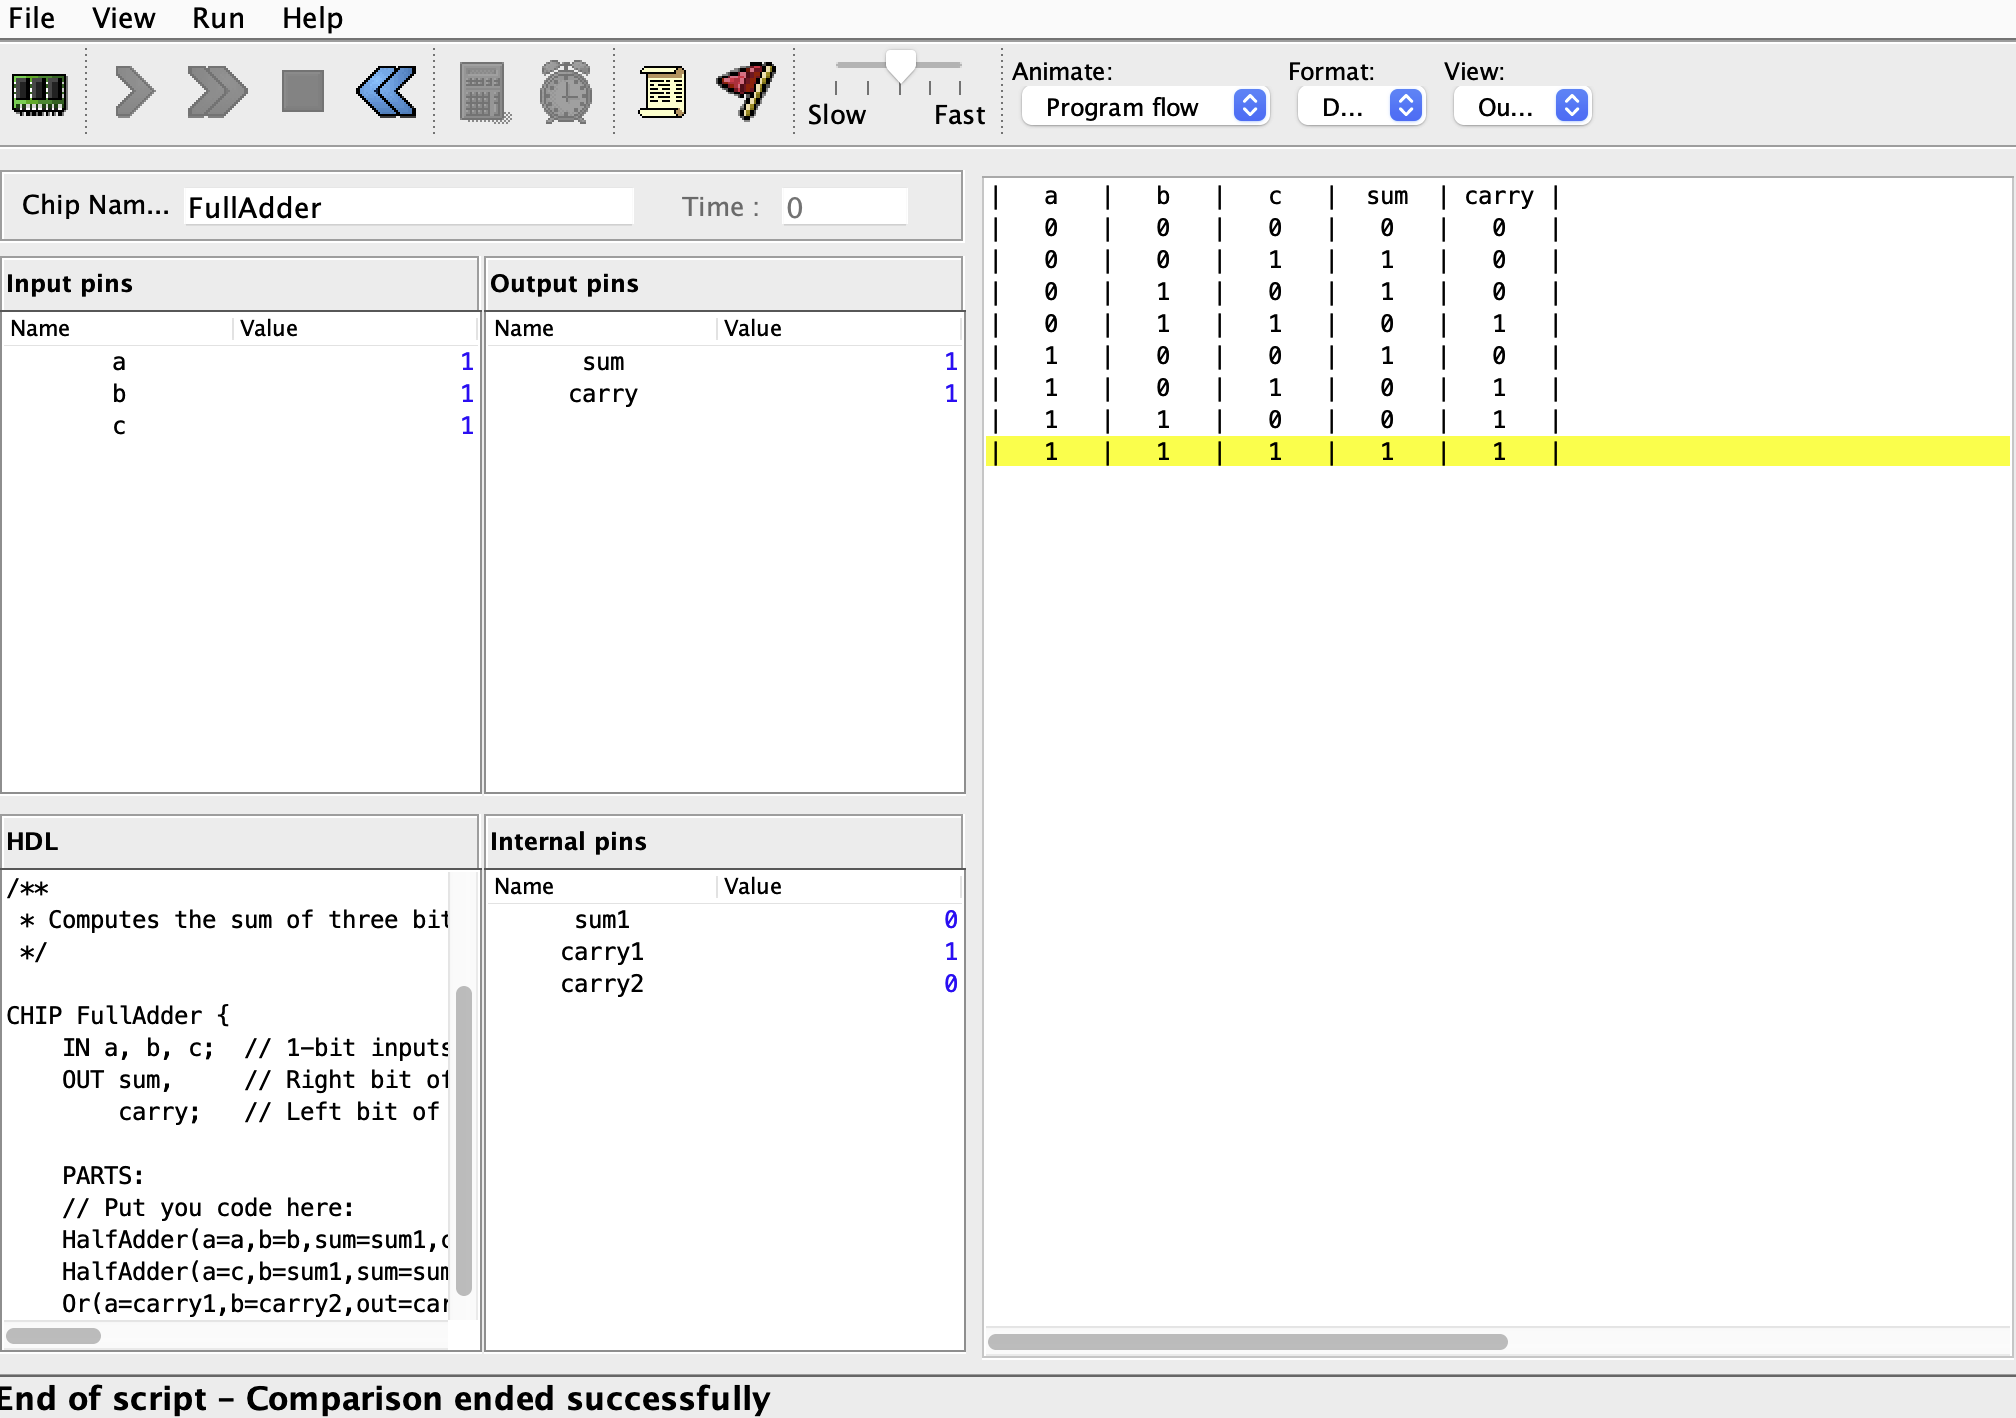 File View Run Help
Animate: Format: View:
Slow Fast Program flow D... Ou...
Chip Nam... FullAdder Time : 0
Input pins
Name Value
a 1
b 1
c 1
Output pins
Name Value
sum 1
carry 1
HDL
/**
* Computes the sum of three bit
*/
CHIP FullAdder {
IN a, b, c; // 1-bit inputs
OUT sum, // Right bit of
carry; // Left bit of
PARTS:
// Put you code here:
HalfAdder(a=a,b=b,sum=sum1,c
HalfAdder(a=c,b=sum1,sum=sum
Or(a=carry1,b=carry2,out=car
Internal pins
Name Value
sum1 0
carry1 1
carry2 0
| a | b | c | sum | carry |
| 0 | 0 | 0 | 0 | 0 |
| 0 | 0 | 1 | 1 | 0 |
| 0 | 1 | 0 | 1 | 0 |
| 0 | 1 | 1 | 0 | 1 |
| 1 | 0 | 0 | 1 | 0 |
| 1 | 0 | 1 | 0 | 1 |
| 1 | 1 | 0 | 0 | 1 |
| 1 | 1 | 1 | 1 | 1 |
End of script – Comparison ended successfully